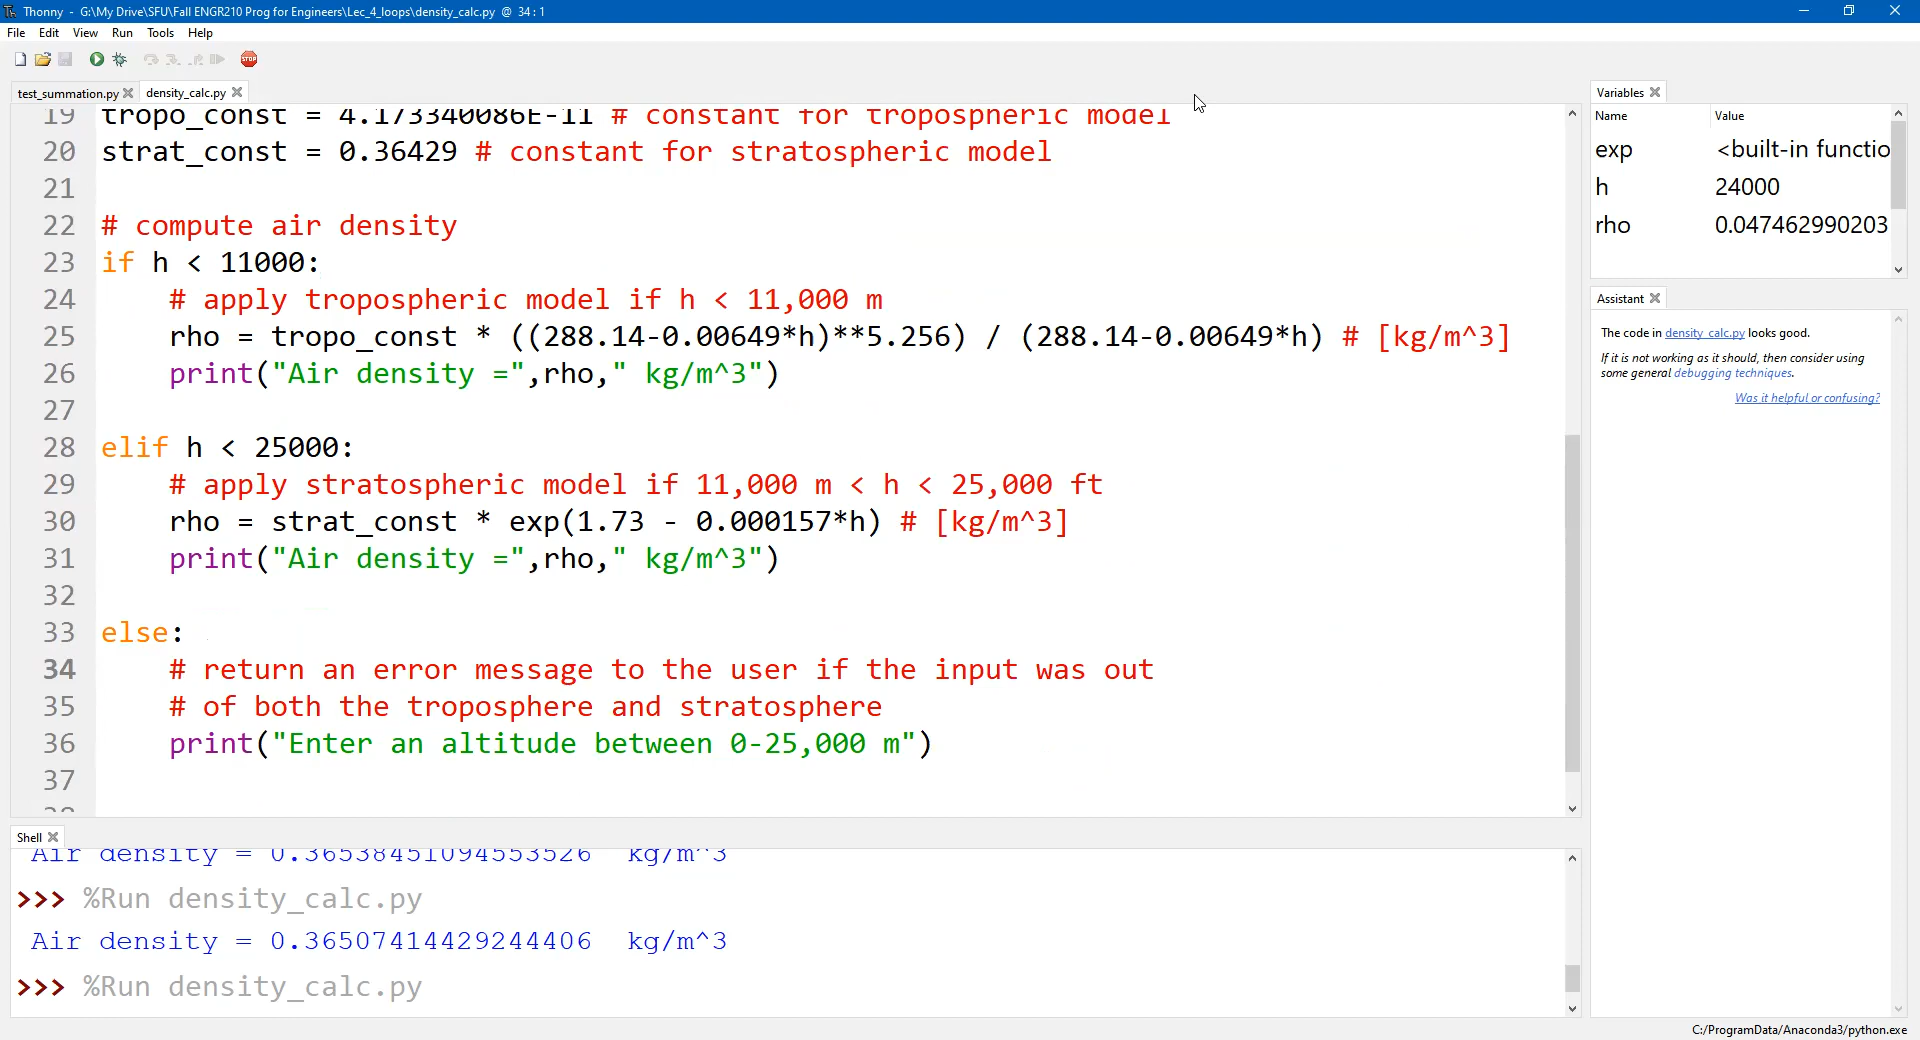 Thonny - G:\My Drive\SFU\Fall ENGR210 Prog for Engineers\Lec_4_loops\density_calc.py @ 34 : 1
File Edit View Run Tools Help
STOP
test_summation.py density_calc.py
19 tropo_const = 4.173340086E-11 # constant for tropospheric model
20 strat_const = 0.36429 # constant for stratospheric model
21
22 # compute air density
23 if h < 11000:
24     # apply tropospheric model if h < 11,000 m
25     rho = tropo_const * ((288.14-0.00649*h)**5.256) / (288.14-0.00649*h) # [kg/m^3]
26     print("Air density =",rho," kg/m^3")
27
28 elif h < 25000:
29     # apply stratospheric model if 11,000 m < h < 25,000 ft
30     rho = strat_const * exp(1.73 - 0.000157*h) # [kg/m^3]
31     print("Air density =",rho," kg/m^3")
32
33 else:
34     # return an error message to the user if the input was out
35     # of both the troposphere and stratosphere
36     print("Enter an altitude between 0-25,000 m")
37
38
Shell
Air density = 0.365384510945535​26  kg/m^3
>>> %Run density_calc.py
Air density = 0.36507414429244406  kg/m^3
>>> %Run density_calc.py
Variables
Name Value
exp <built-in functio
h 24000
rho 0.047462990203
Assistant
The code in density_calc.py looks good.
If it is not working as it should, then consider using
some general debugging techniques.
Was it helpful or confusing?
C:/ProgramData/Anaconda3/python.exe